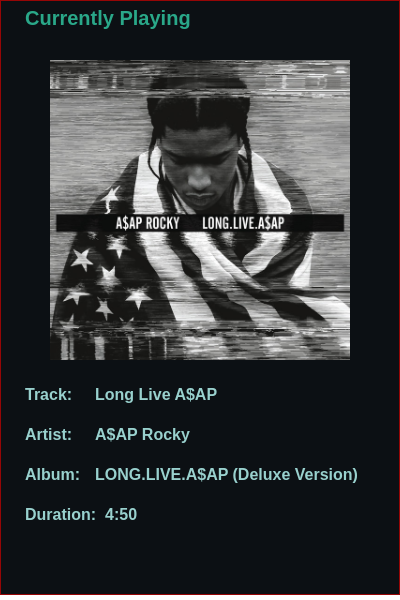 Currently Playing
A$AP ROCKY LONG.LIVE.A$AP
Track: Long Live A$AP
Artist: A$AP Rocky
Album: LONG.LIVE.A$AP (Deluxe Version)
Duration: 4:50